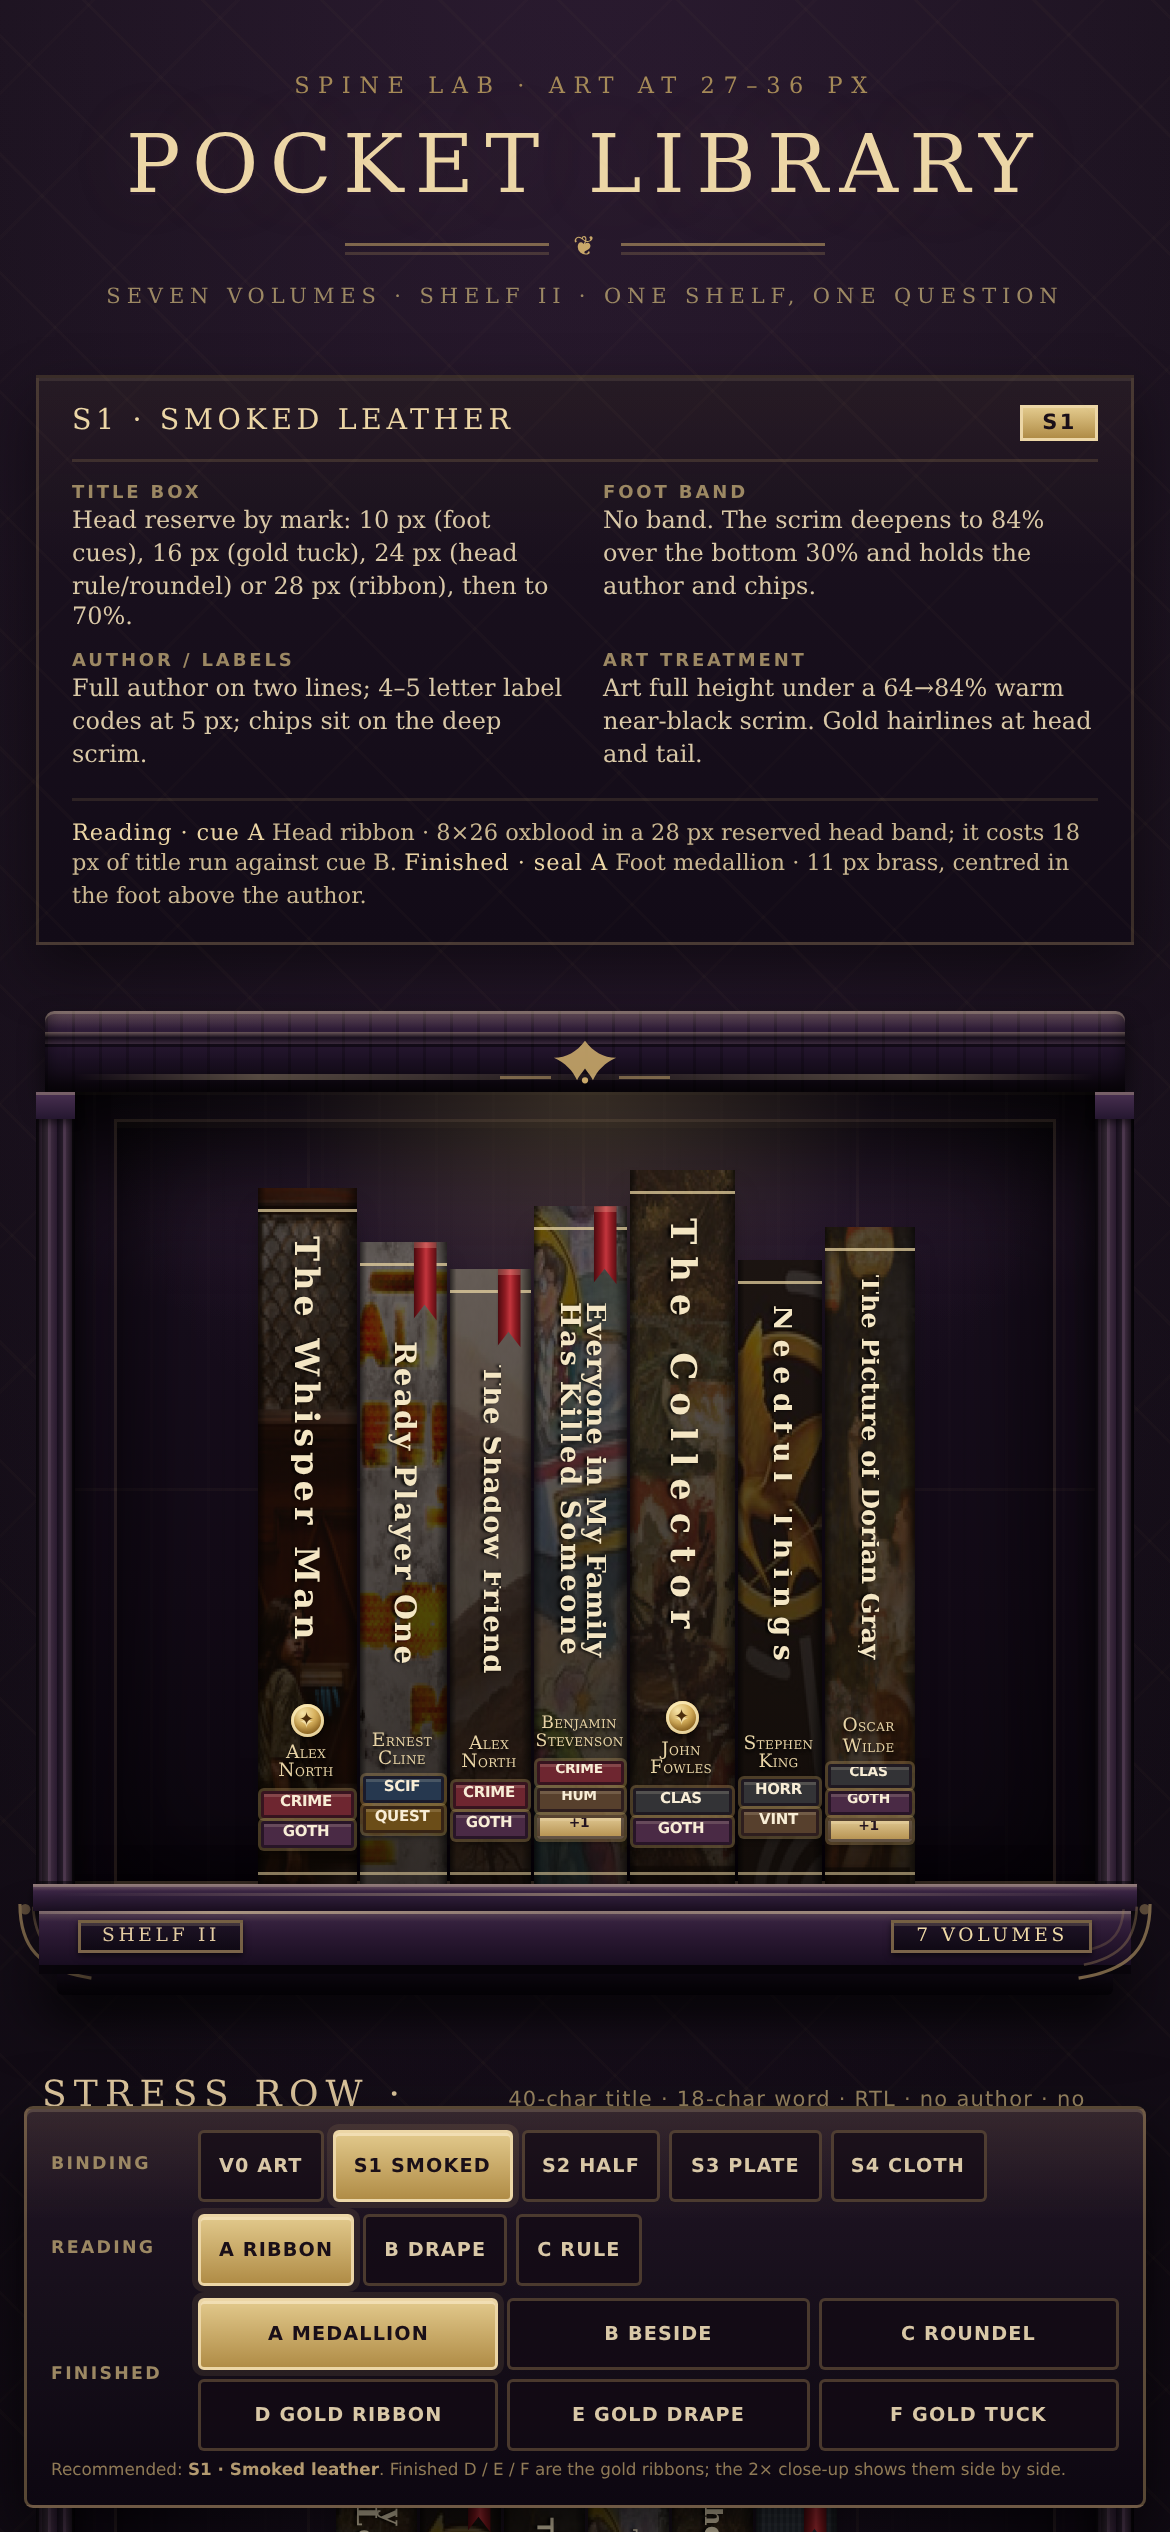 SPINE LAB · ART AT 27–36 PX
POCKET LIBRARY
SEVEN VOLUMES · SHELF II · ONE SHELF, ONE QUESTION
S1 · SMOKED LEATHER
S1
TITLE BOX
Head reserve by mark: 10 px (foot
cues), 16 px (gold tuck), 24 px (head
rule/roundel) or 28 px (ribbon), then to
70%.
FOOT BAND
No band. The scrim deepens to 84%
over the bottom 30% and holds the
author and chips.
AUTHOR / LABELS
Full author on two lines; 4–5 letter label
codes at 5 px; chips sit on the deep
scrim.
ART TREATMENT
Art full height under a 64→84% warm
near-black scrim. Gold hairlines at head
and tail.
Reading · cue A Head ribbon · 8×26 oxblood in a 28 px reserved head band; it costs 18
px of title run against cue B. Finished · seal A Foot medallion · 11 px brass, centred in
the foot above the author.
The Whisper Man
Alex
North
CRIME
GOTH
Ready Player One
Ernest
Cline
SCIF
QUEST
The Shadow Friend
Alex
North
CRIME
GOTH
Everyone in My Family
Has Killed Someone
Benjamin
Stevenson
CRIME
HUM
+1
The Collector
John
Fowles
CLAS
GOTH
Needful Things
Stephen
King
HORR
VINT
The Picture of Dorian Gray
Oscar
Wilde
CLAS
GOTH
+1
SHELF II
7 VOLUMES
STRESS ROW ·
40-char title · 18-char word · RTL · no author · no
BINDING
V0 ART
S1 SMOKED
S2 HALF
S3 PLATE
S4 CLOTH
READING
A RIBBON
B DRAPE
C RULE
FINISHED
A MEDALLION
B BESIDE
C ROUNDEL
D GOLD RIBBON
E GOLD DRAPE
F GOLD TUCK
Recommended: S1 · Smoked leather. Finished D / E / F are the gold ribbons; the 2× close-up shows them side by side.